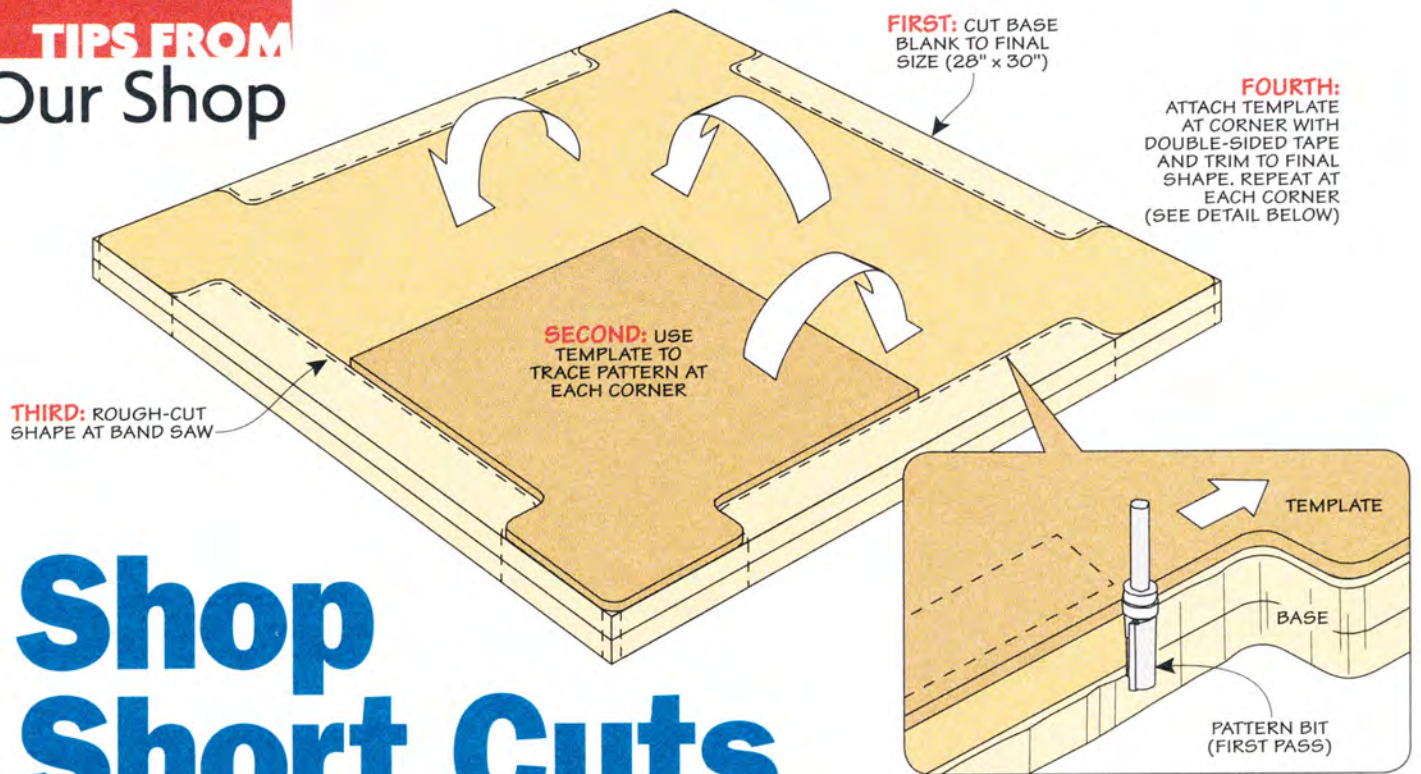 TIPS FROM
Our Shop
FIRST: CUT BASE
BLANK TO FINAL
SIZE (28" x 30")
FOURTH:
ATTACH TEMPLATE
AT CORNER WITH
DOUBLE-SIDED TAPE
AND TRIM TO FINAL
SHAPE. REPEAT AT
EACH CORNER
(SEE DETAIL BELOW)
SECOND: USE
TEMPLATE TO
TRACE PATTERN AT
EACH CORNER
THIRD: ROUGH-CUT
SHAPE AT BAND SAW
TEMPLATE
BASE
PATTERN BIT
(FIRST PASS)
Shop
Short Cuts